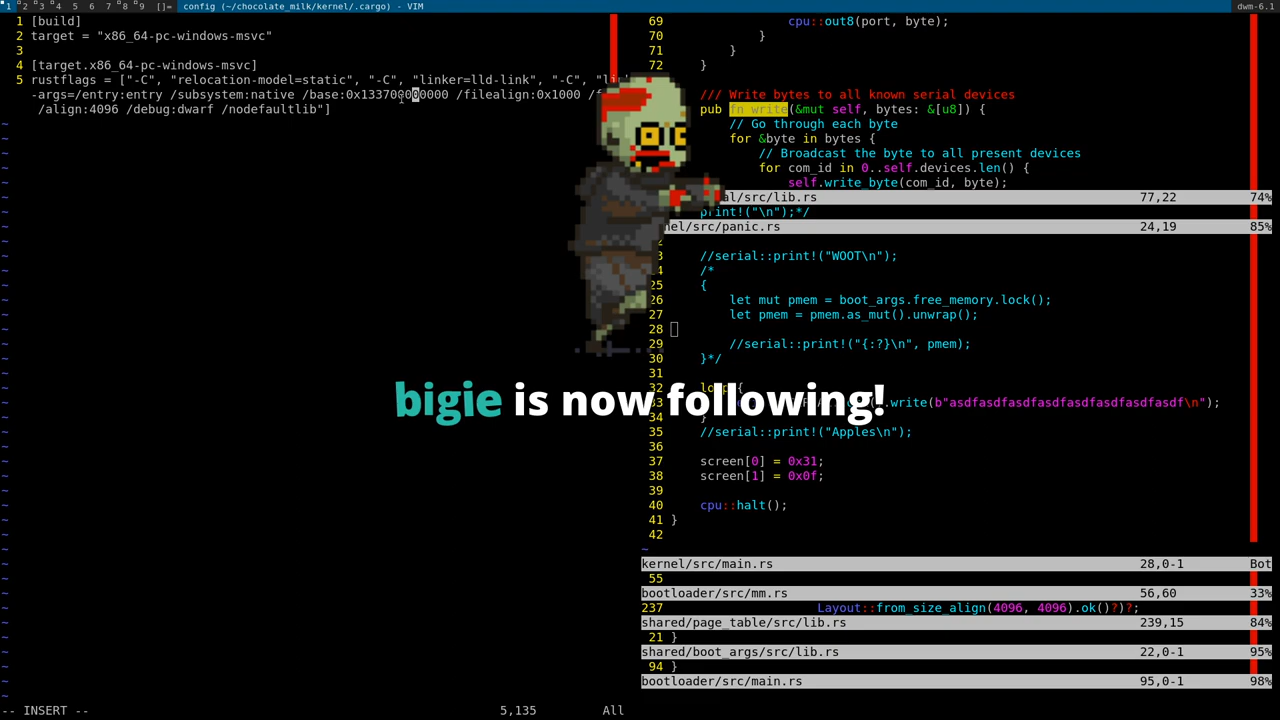 1 2 3 4 5 6 7 8 9 []= config (~/chocolate_milk/kernel/.cargo) - VIM dwm-6.1
1 [build]
2 target = "x86_64-pc-windows-msvc"
3
4 [target.x86_64-pc-windows-msvc]
5 rustflags = ["-C", "relocation-model=static", "-C", "linker=lld-link", "-C", "link
-args=/entry:entry /subsystem:native /base:0x133700000000 /filealign:0x1000 /f
/align:4096 /debug:dwarf /nodefaultlib"]
~
-- INSERT -- 5,135 All
69 cpu::out8(port, byte);
70 }
71 }
72 }
/// Write bytes to all known serial devices
pub fn write(&mut self, bytes: &[u8]) {
// Go through each byte
for &byte in bytes {
// Broadcast the byte to all present devices
for com_id in 0..self.devices.len() {
self.write_byte(com_id, byte);
al/src/lib.rs 77,22 74%
print!("\n");*/
nel/src/panic.rs 24,19 85%
3 //serial::print!("WOOT\n");
4 /*
25 {
26 let mut pmem = boot_args.free_memory.lock();
27 let pmem = pmem.as_mut().unwrap();
28
29 //serial::print!("{:?}\n", pmem);
30 }*/
31
32 loop {
bigie is now following!
33 .write(b"asdfasdfasdfasdfasdfasdfasdfasdf\n");
34 }
35 //serial::print!("Apples\n");
36
37 screen[0] = 0x31;
38 screen[1] = 0x0f;
39
40 cpu::halt();
41 }
42
~
kernel/src/main.rs 28,0-1 Bot
55
bootloader/src/mm.rs 56,60 33%
237 Layout::from_size_align(4096, 4096).ok()?)?;
shared/page_table/src/lib.rs 239,15 84%
21 }
shared/boot_args/src/lib.rs 22,0-1 95%
94 }
bootloader/src/main.rs 95,0-1 98%